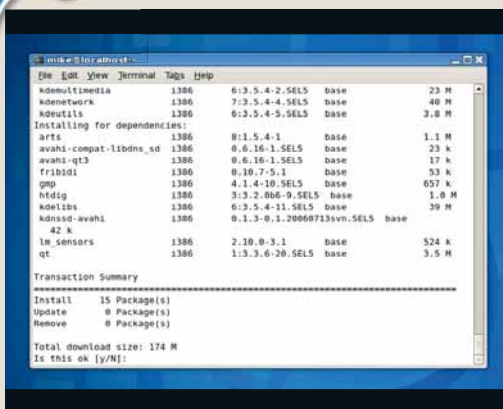 mike@localhost:~
File Edit View Terminal Tabs Help
kdemultimedia i386 6:3.5.4-2.SEL5 base 23 M
kdenetwork i386 7:3.5.4-4.SEL5 base 40 M
kdeutils i386 6:3.5.4-5.SEL5 base 3.8 M
Installing for dependencies:
arts i386 8:1.5.4-1 base 1.1 M
avahi-compat-libdns_sd i386 0.6.16-1.SEL5 base 23 k
avahi-qt3 i386 0.6.16-1.SEL5 base 17 k
fribidi i386 0.10.7-5.1 base 53 k
gmp i386 4.1.4-10.SEL5 base 657 k
htdig i386 3:3.2.0b6-9.SEL5 base 1.0 M
kdelibs i386 6:3.5.4-11.SEL5 base 39 M
kdnssd-avahi i386 0.1.3-0.1.20060713svn.SEL5 base
42 k
lm_sensors i386 2.10.0-3.1 base 524 k
qt i386 1:3.3.6-20.SEL5 base 3.5 M
Transaction Summary
Install 15 Package(s)
Update 0 Package(s)
Remove 0 Package(s)
Total download size: 174 M
Is this ok [y/N]: